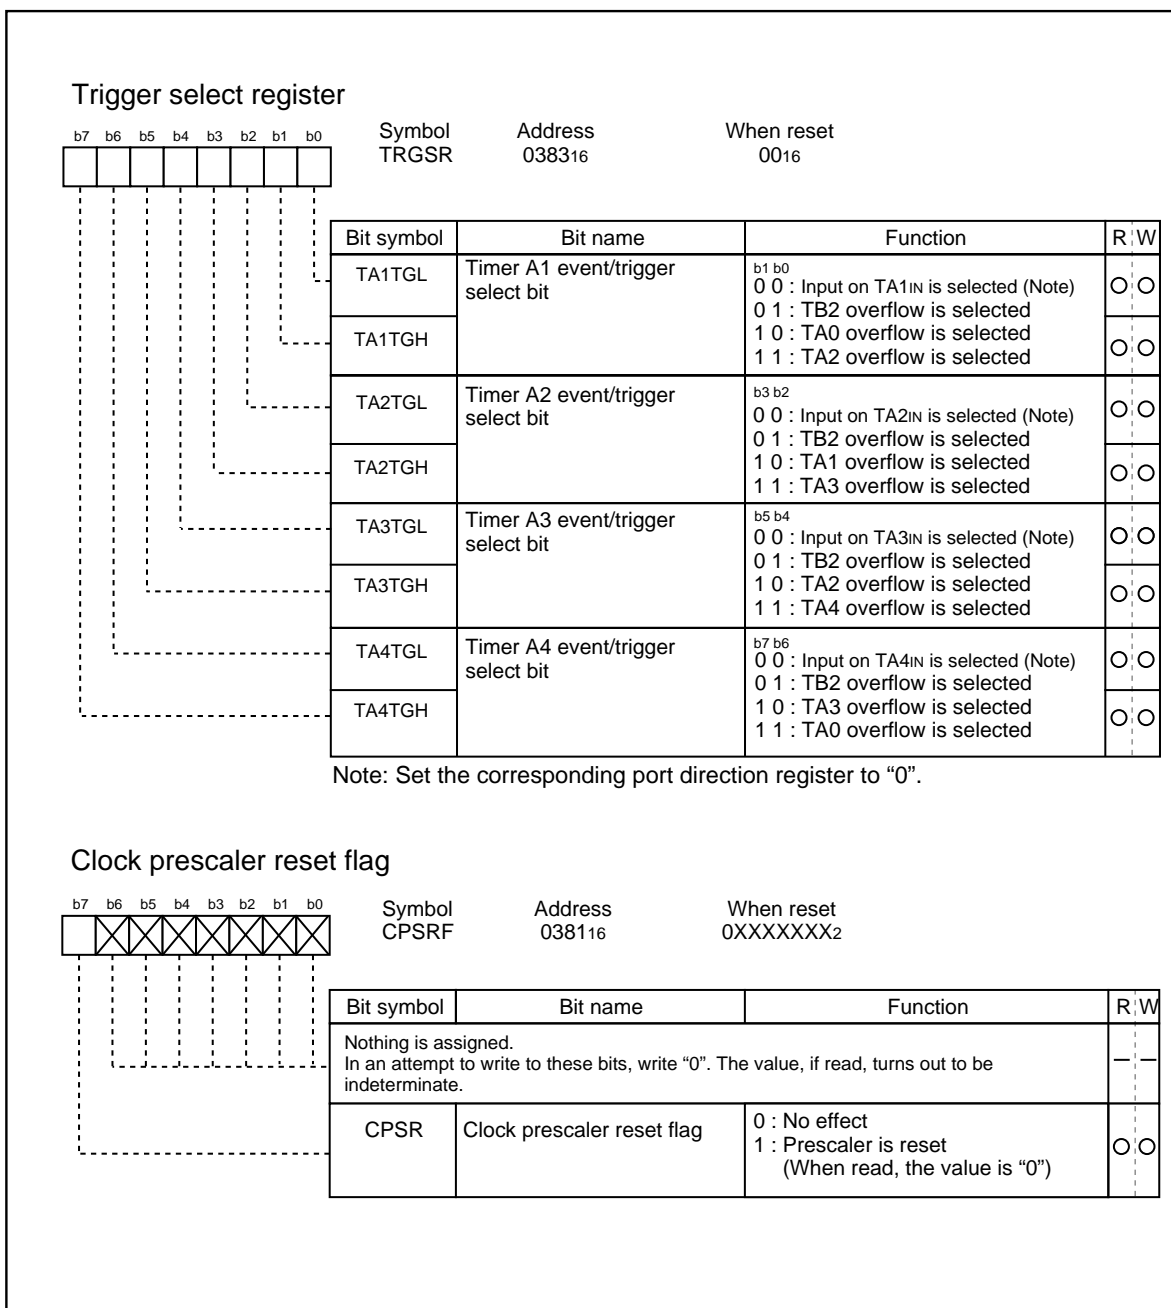 Trigger select register
b7 b6 b5 b4 b3 b2 b1 b0
Symbol Address When reset
TRGSR 038316 0016
Bit symbol Bit name Function R W
TA1TGL Timer A1 event/trigger
select bit
b1 b0
0 0 : Input on TA1IN is selected (Note)
0 1 : TB2 overflow is selected
TA1TGH 1 0 : TA0 overflow is selected
1 1 : TA2 overflow is selected
TA2TGL Timer A2 event/trigger
select bit
b3 b2
0 0 : Input on TA2IN is selected (Note)
0 1 : TB2 overflow is selected
TA2TGH 1 0 : TA1 overflow is selected
1 1 : TA3 overflow is selected
TA3TGL Timer A3 event/trigger
select bit
b5 b4
0 0 : Input on TA3IN is selected (Note)
0 1 : TB2 overflow is selected
TA3TGH 1 0 : TA2 overflow is selected
1 1 : TA4 overflow is selected
TA4TGL Timer A4 event/trigger
select bit
b7 b6
0 0 : Input on TA4IN is selected (Note)
0 1 : TB2 overflow is selected
TA4TGH 1 0 : TA3 overflow is selected
1 1 : TA0 overflow is selected
Note: Set the corresponding port direction register to “0”.
Clock prescaler reset flag
b7 b6 b5 b4 b3 b2 b1 b0
Symbol Address When reset
CPSRF 038116 0XXXXXXX2
Bit symbol Bit name Function R W
Nothing is assigned.
In an attempt to write to these bits, write “0”. The value, if read, turns out to be
indeterminate.
CPSR Clock prescaler reset flag
0 : No effect
1 : Prescaler is reset
(When read, the value is “0”)